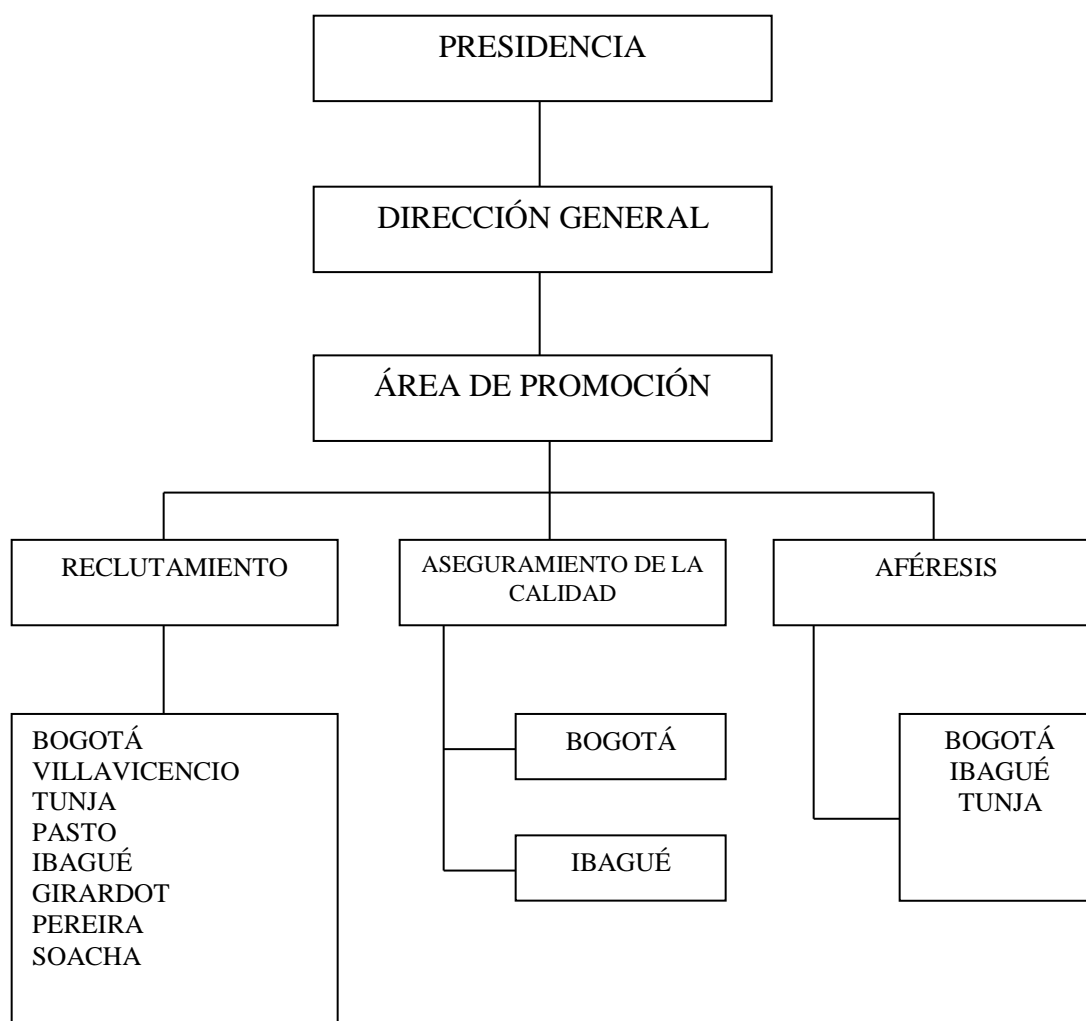 PRESIDENCIA
DIRECCIÓN GENERAL
ÁREA DE PROMOCIÓN
RECLUTAMIENTO
ASEGURAMIENTO DE LA
CALIDAD
AFÉRESIS
BOGOTÁ
VILLAVICENCIO
TUNJA
PASTO
IBAGUÉ
GIRARDOT
PEREIRA
SOACHA
BOGOTÁ
IBAGUÉ
BOGOTÁ
IBAGUÉ
TUNJA